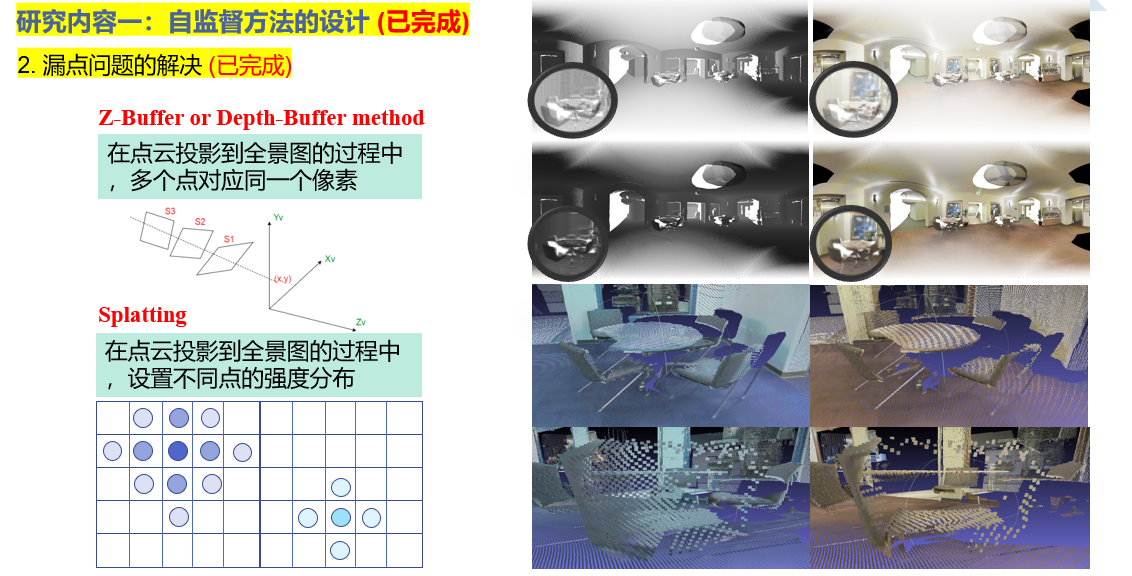 研究内容一：自监督方法的设计 (已完成)
2. 漏点问题的解决 (已完成)
Z-Buffer or Depth-Buffer method
在点云投影到全景图的过程中
，多个点对应同一个像素
S3
S2
S1
Yv
Xv
(x,y)
Zv
Splatting
在点云投影到全景图的过程中
，设置不同点的强度分布